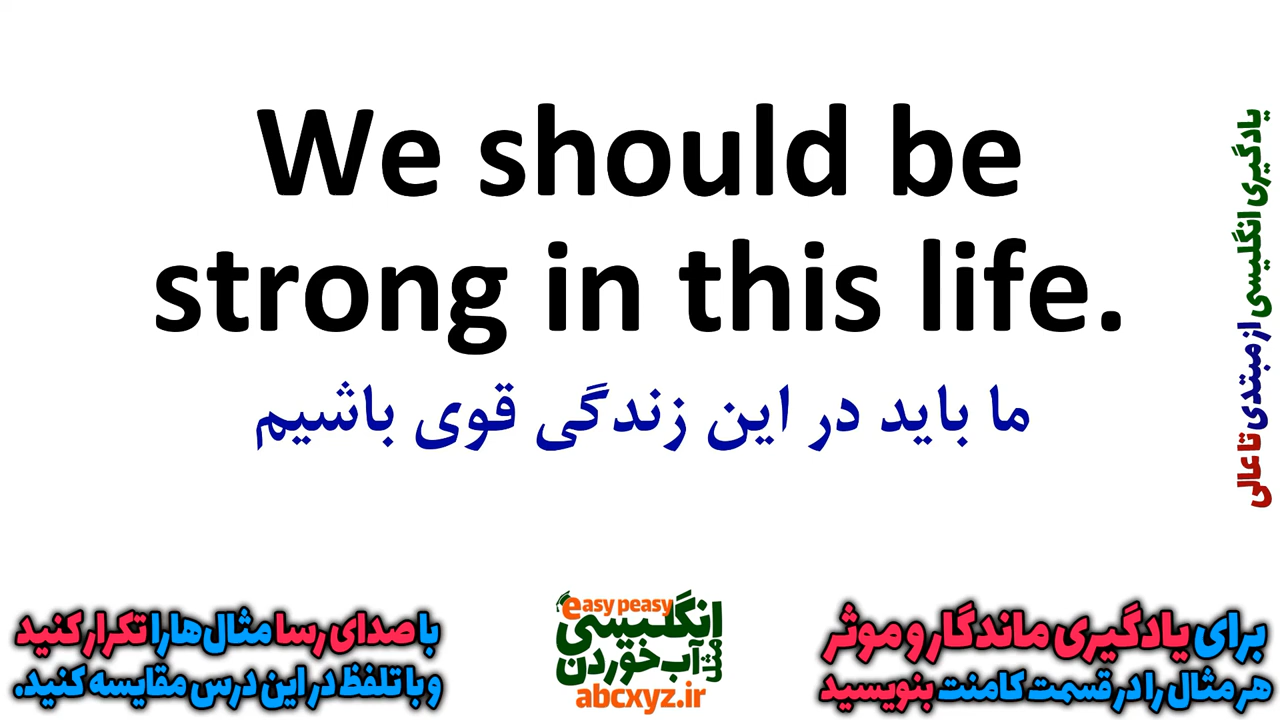 We should be
strong in this life.
ما باید در این زندگی قوی باشیم
یادگیری انگلیسی از مبتدی تا عالی
برای یادگیری ماندگار و موثر
هر مثال را در قسمت کامنت بنویسید
easy peasy
انگلیسی
مثل آب خوردن
abcxyz.ir
با صدای رسا مثال‌ها را تکرار کنید
و با تلفظ در این درس مقایسه کنید.